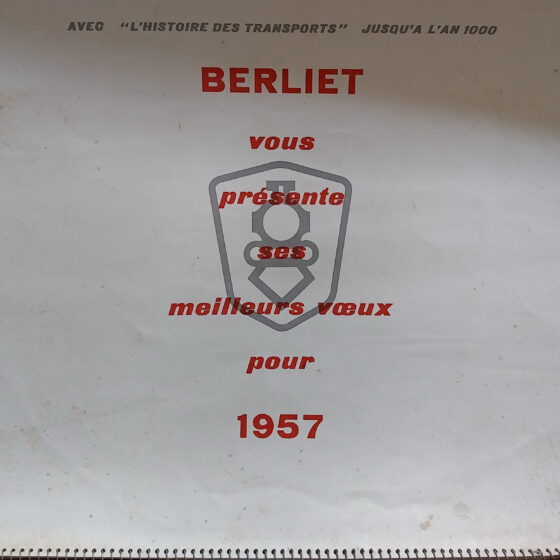 AVEC "L'HISTOIRE DES TRANSPORTS" JUSQU'A L'AN 1000
BERLIET
vous
présente
ses
meilleurs vœux
pour
1957